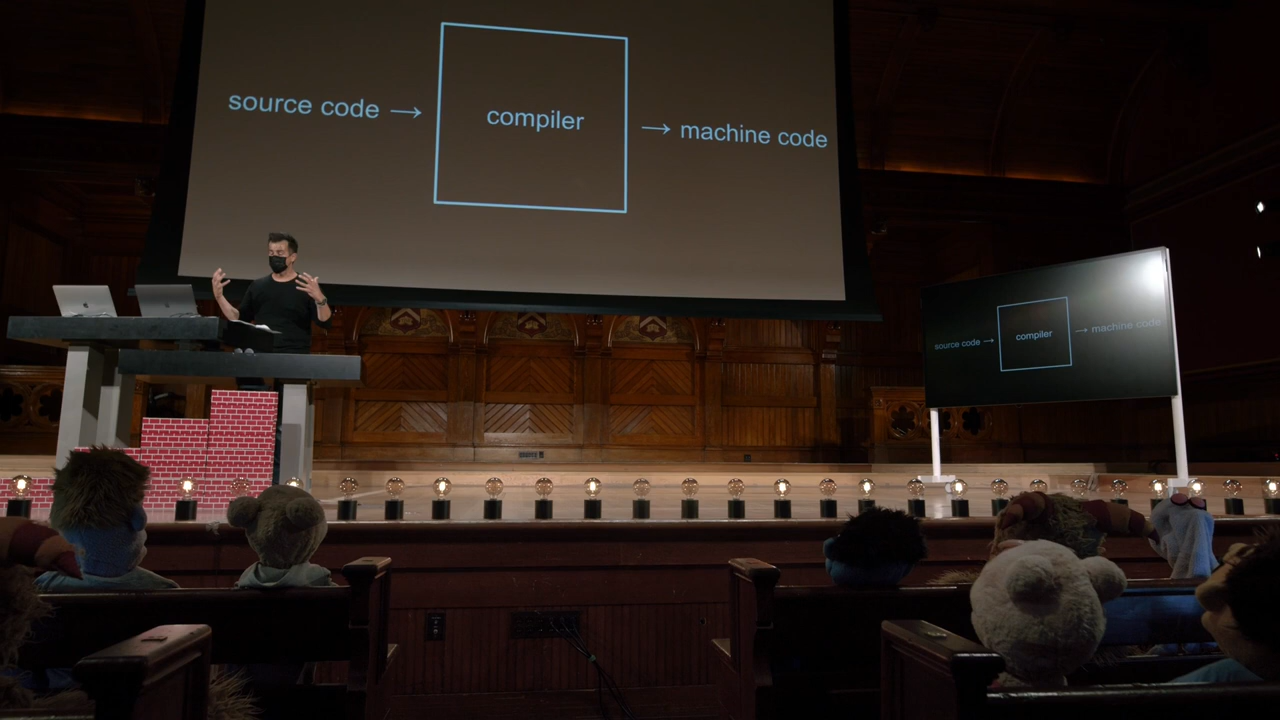 source code → compiler → machine code
source code → compiler → machine code